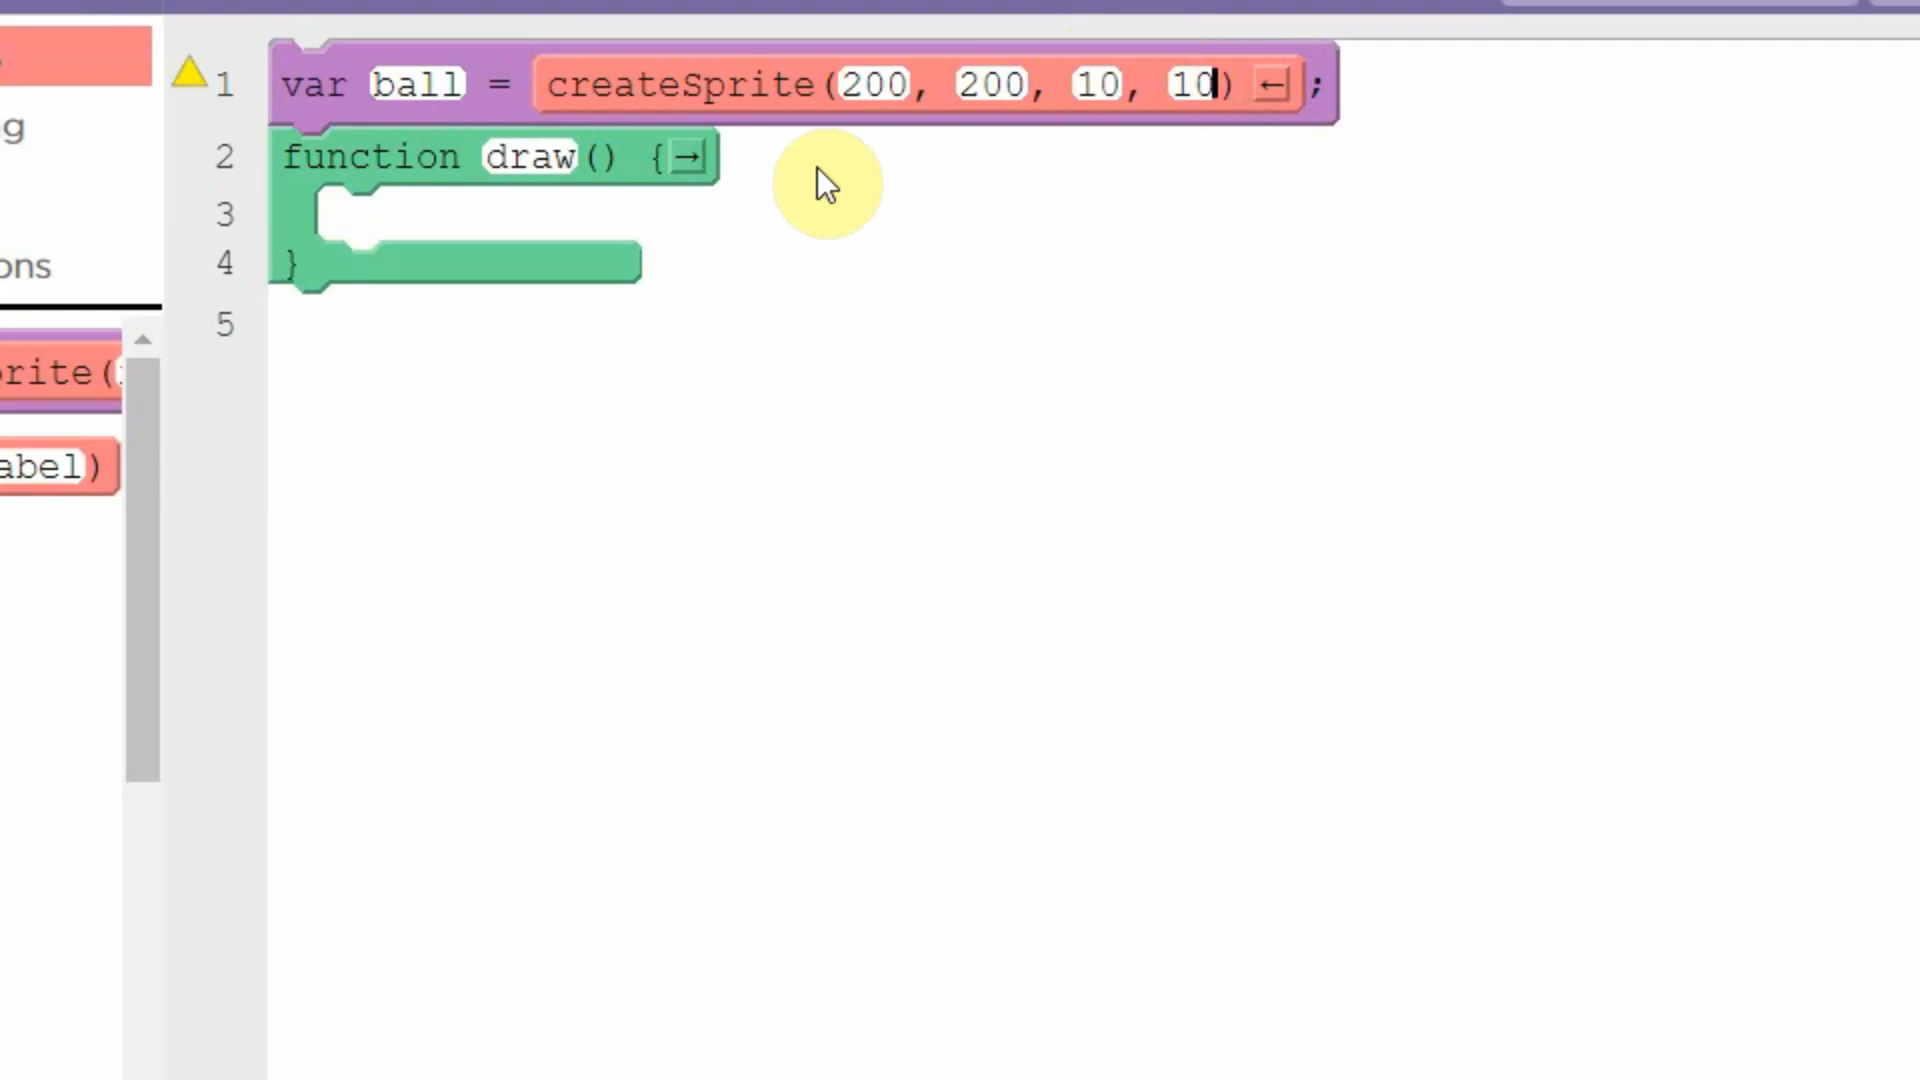 1 var ball = createSprite(200, 200, 10, 10) ← ;
g
2 function draw() { →
3
ons
4 }
5
rite(
abel)